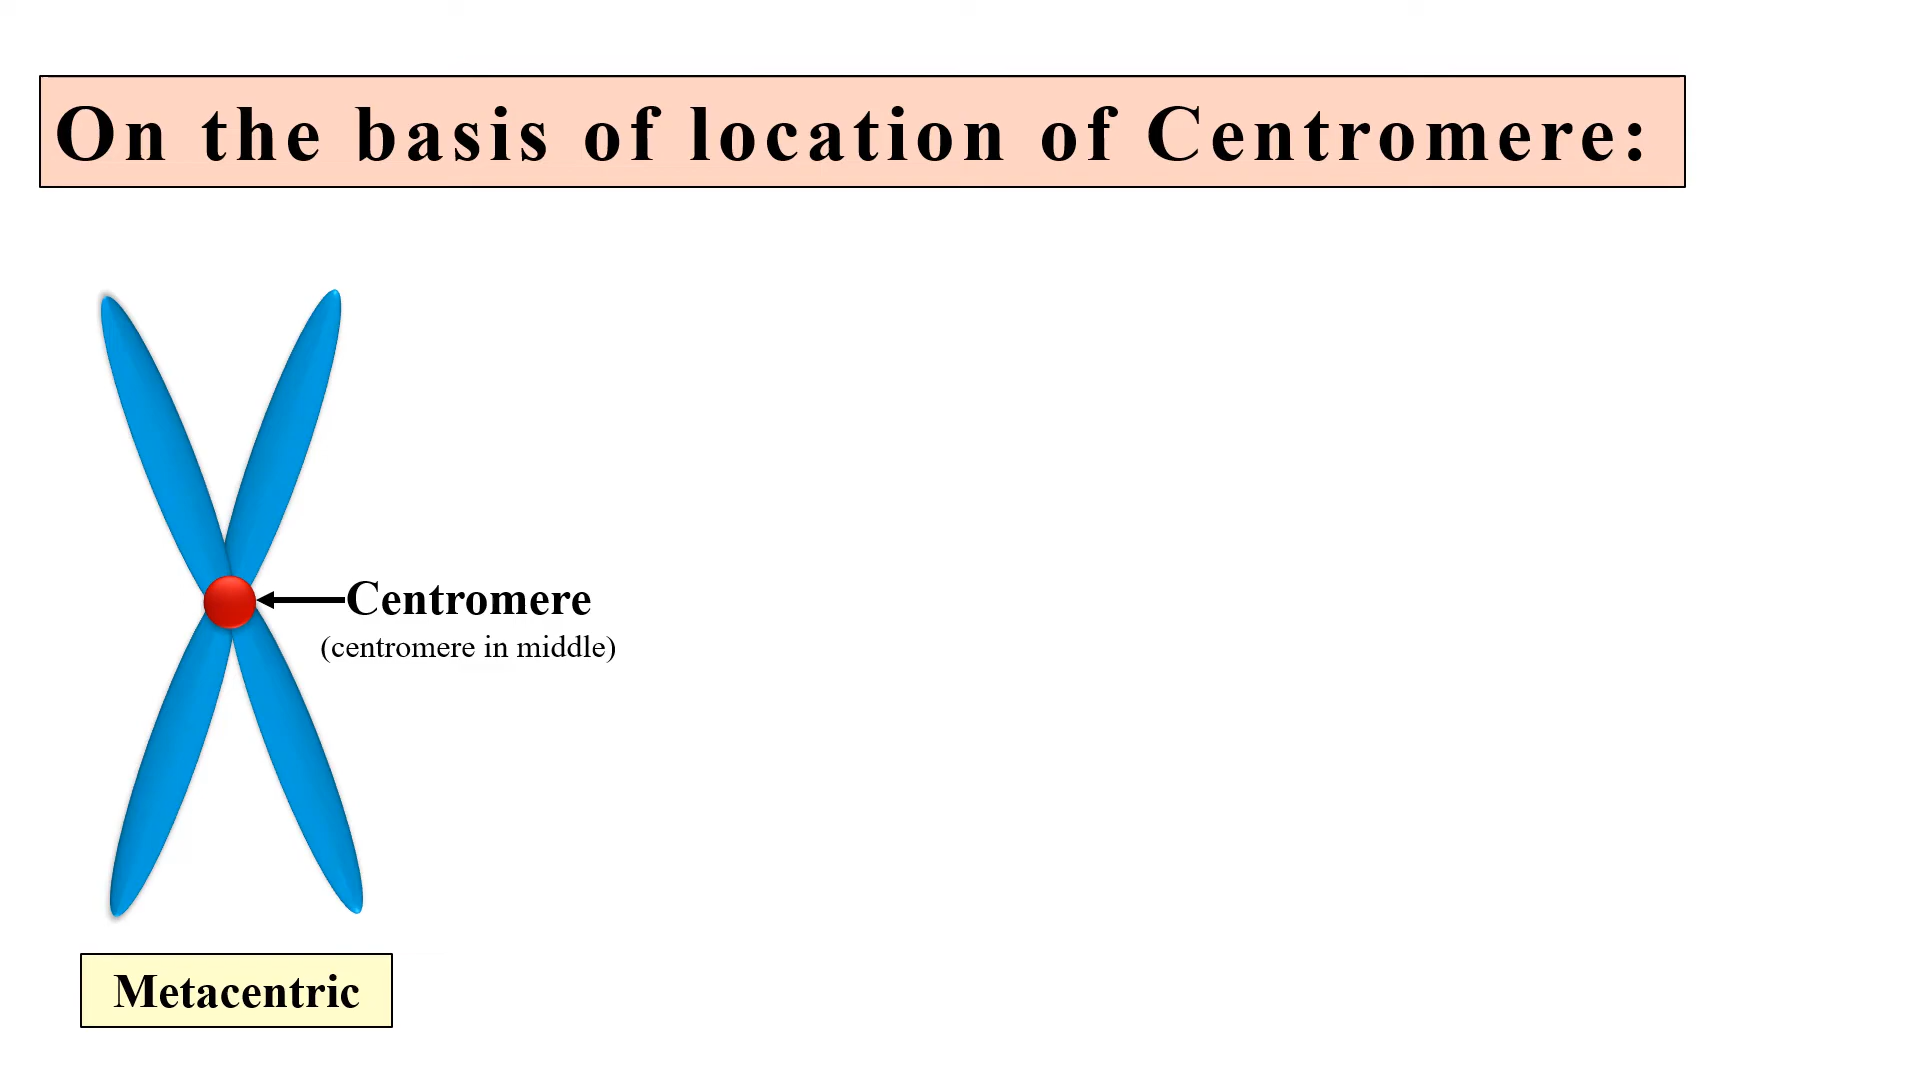 On the basis of location of Centromere:
Centromere
(centromere in middle)
Metacentric